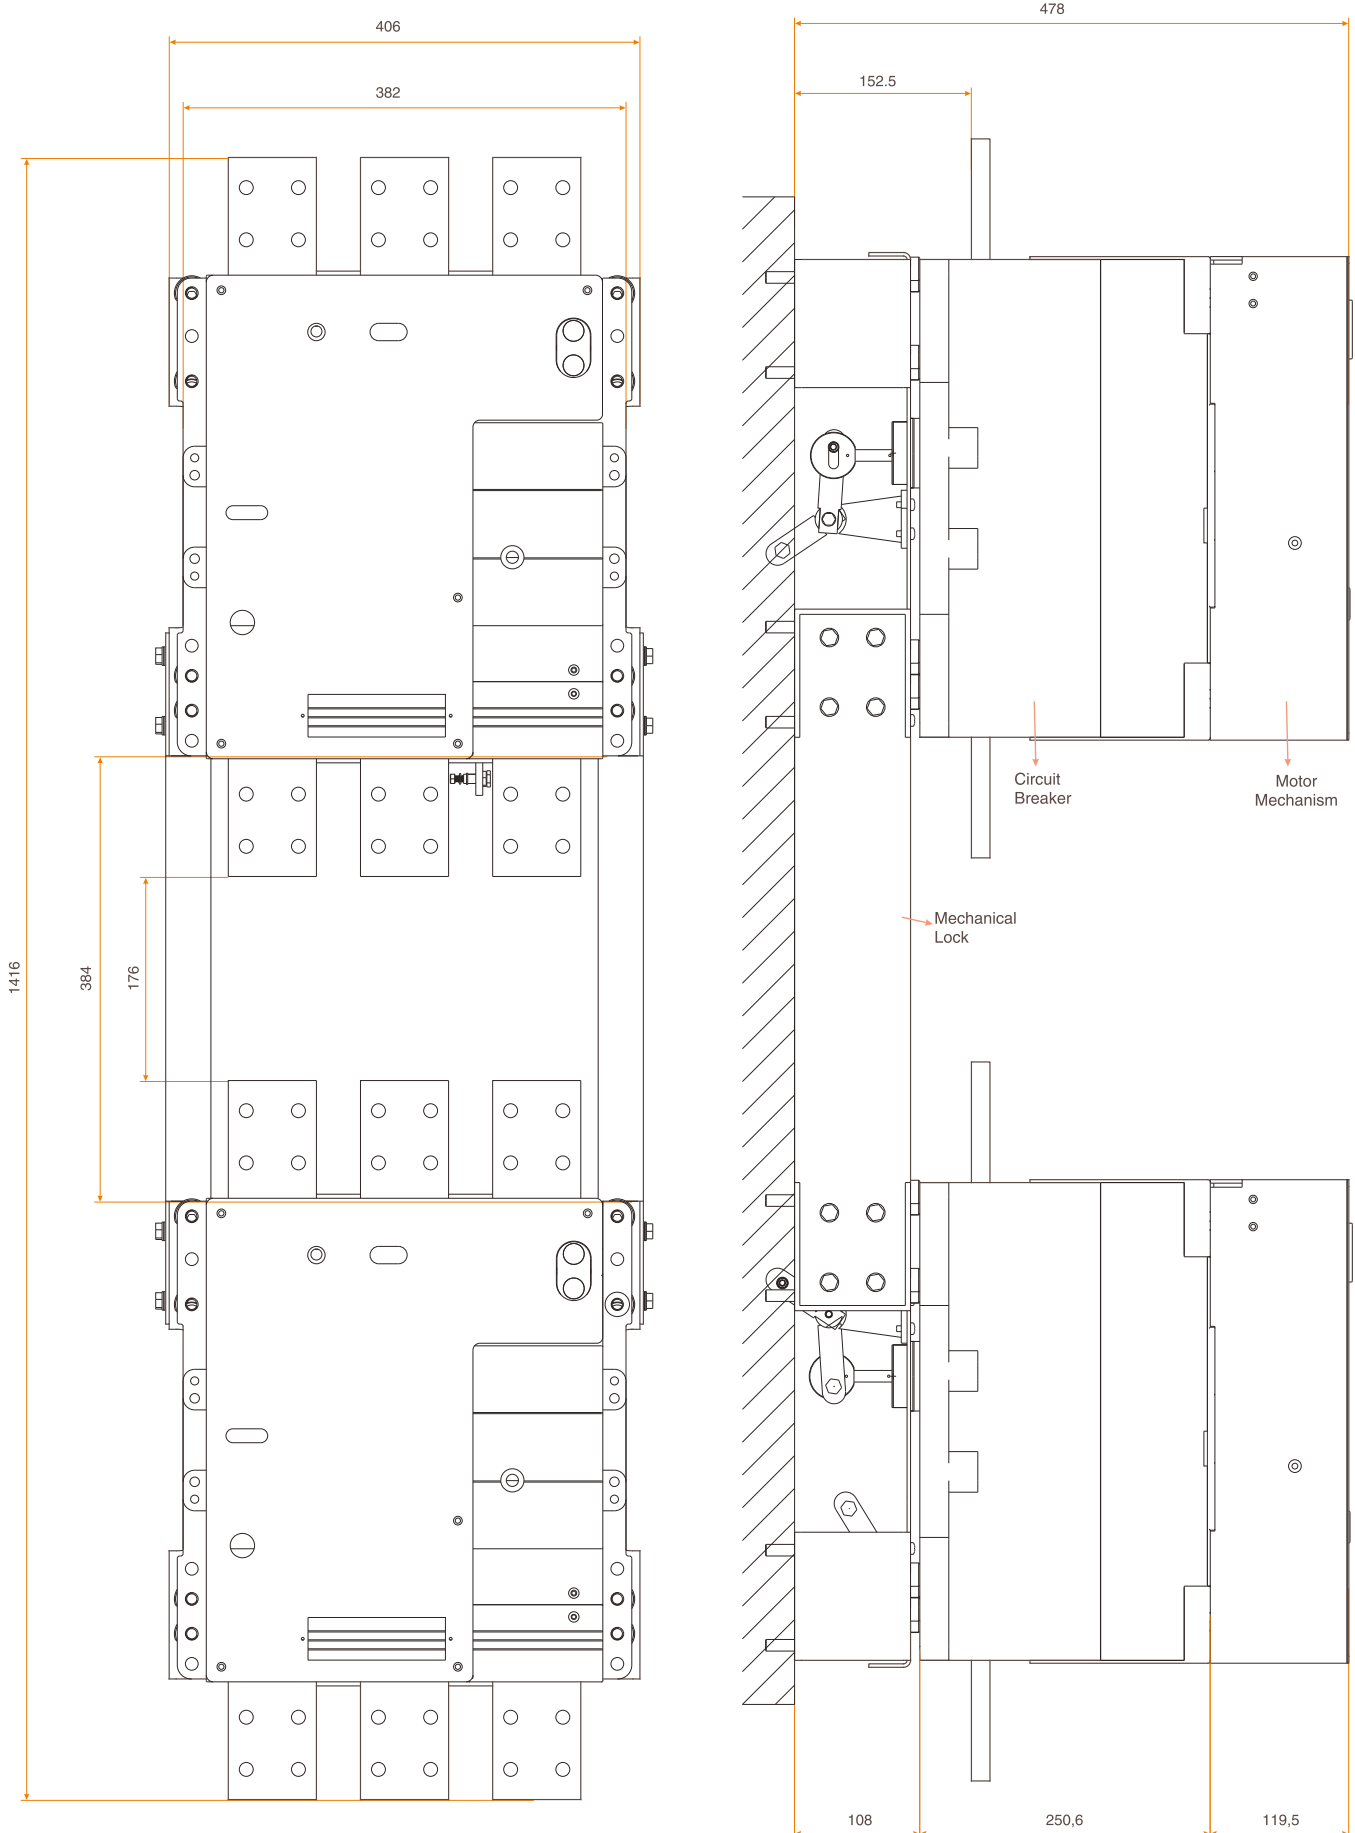 406
478
382
152.5
Circuit
Breaker
Motor
Mechanism
Mechanical
Lock
1416
384
176
108
250,6
119,5